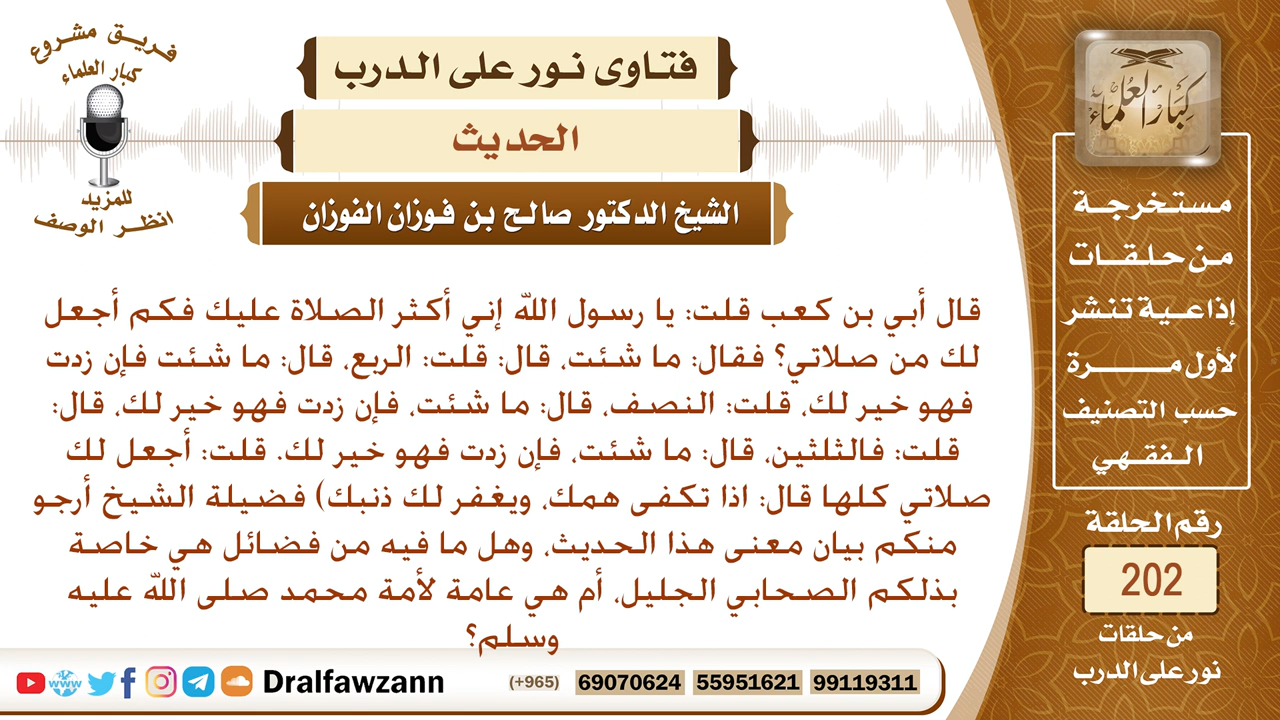 فريق مشروع
كبار العلماء
للمزيد
انظر الوصف
فتاوى نور على الدرب
الحديث
الشيخ الدكتور صالح بن فوزان الفوزان
قال أبي بن كعب قلت: يا رسول الله إني أكثر الصلاة عليك فكم أجعل
لك من صلاتي؟ فقال: ما شئت، قال: قلت: الربع، قال: ما شئت فإن زدت
فهو خير لك، قلت: النصف، قال: ما شئت، فإن زدت فهو خير لك، قال:
قلت: فالثلثين، قال: ما شئت، فإن زدت فهو خير لك. قلت: أجعل لك
صلاتي كلها قال: اذا تكفى همك، ويغفر لك ذنبك) فضيلة الشيخ أرجو
منكم بيان معنى هذا الحديث، وهل ما فيه من فضائل هي خاصة
بذلكم الصحابي الجليل، أم هي عامة لأمة محمد صلى الله عليه
وسلم؟
كبار العلماء
مستخرجة
من حلقات
إذاعية تنشر
لأول مرة
حسب التصنيف
الفقهي
رقم الحلقة
202
من حلقات
نور على الدرب
www Dralfawzann (+965) 69070624 55951621 99119311